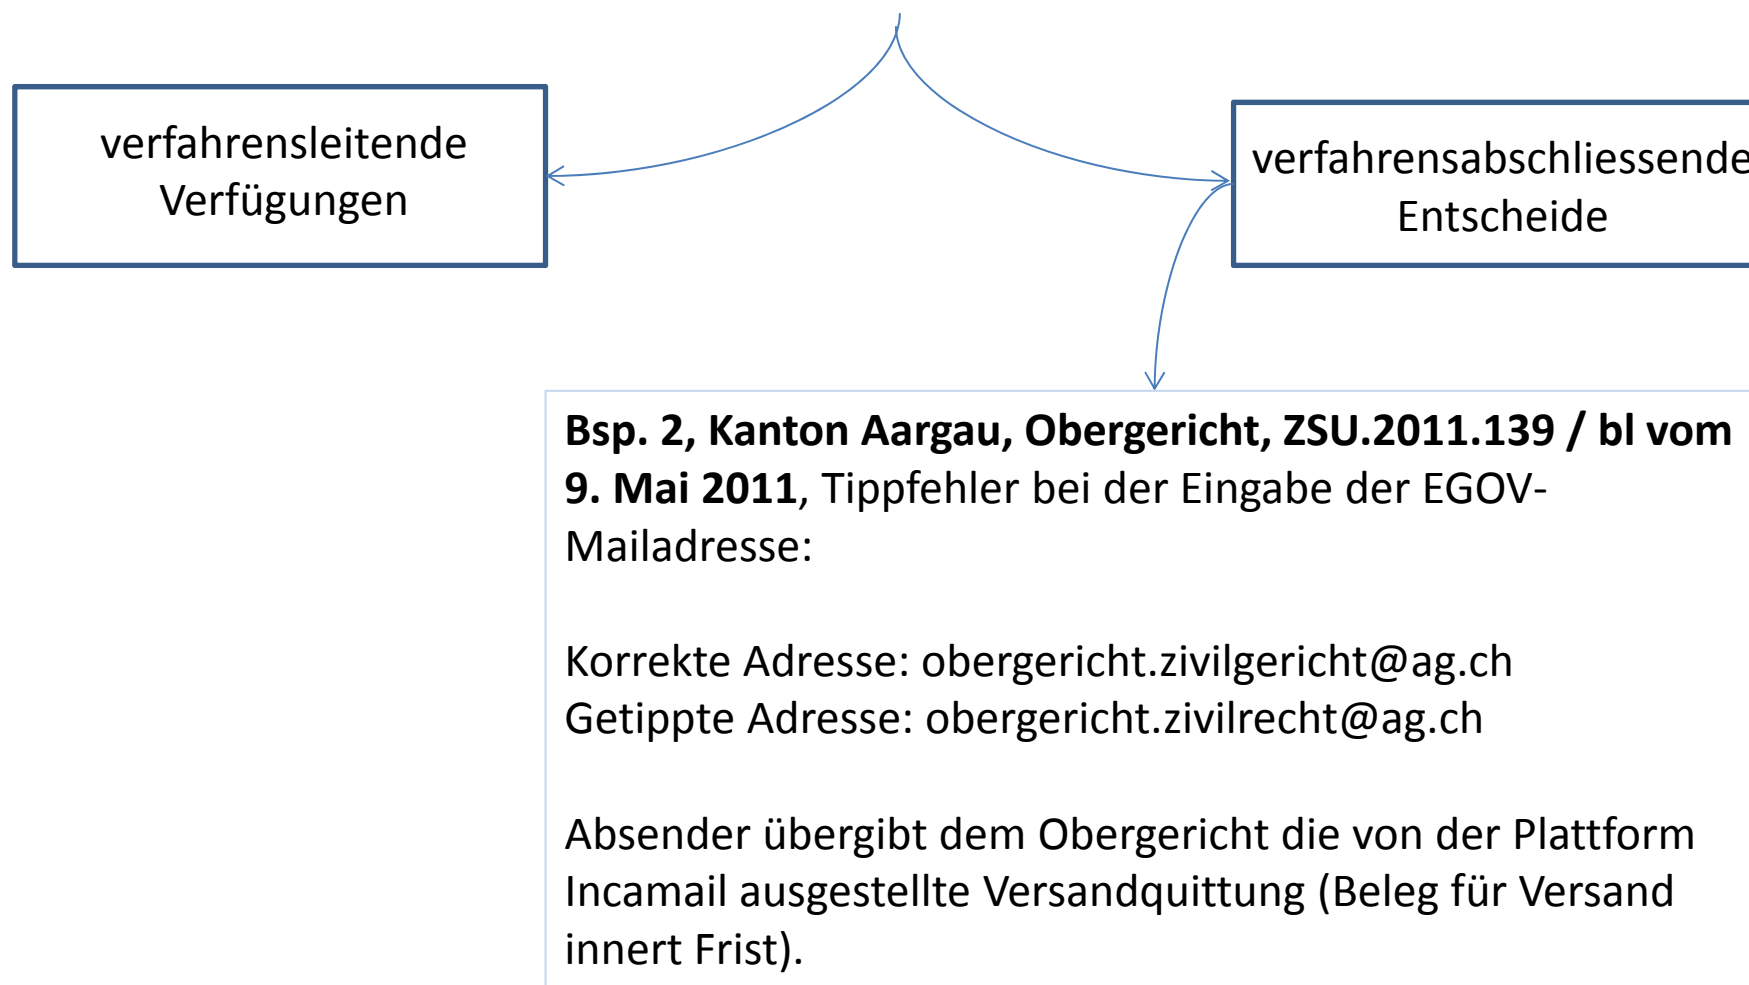 verfahrensleitende
Verfügungen
verfahrensabschliessende
Entscheide
Bsp. 2, Kanton Aargau, Obergericht, ZSU.2011.139 / bl vom
9. Mai 2011, Tippfehler bei der Eingabe der EGOV-
Mailadresse:
Korrekte Adresse: obergericht.zivilgericht@ag.ch
Getippte Adresse: obergericht.zivilrecht@ag.ch
Absender übergibt dem Obergericht die von der Plattform
Incamail ausgestellte Versandquittung (Beleg für Versand
innert Frist).